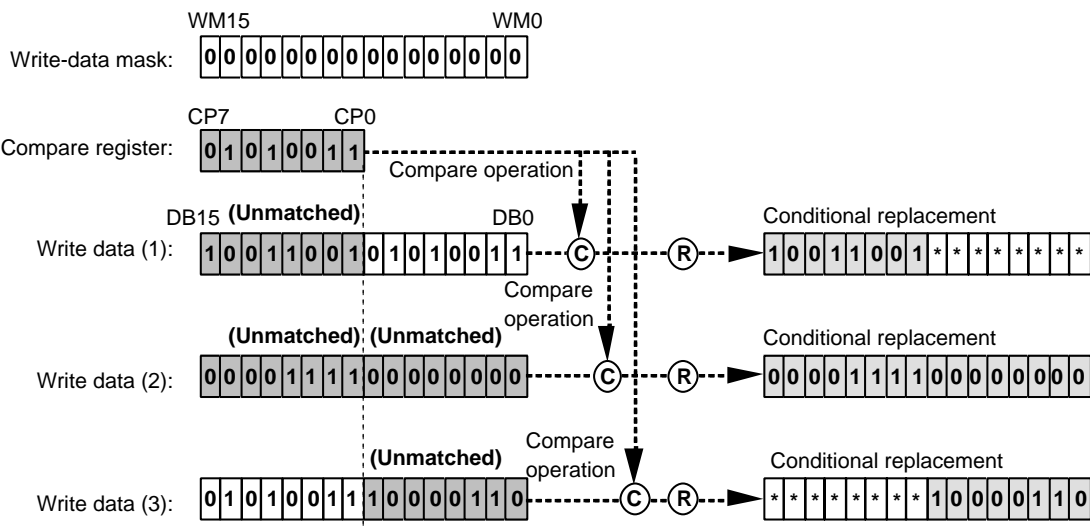 WM15 WM0
Write-data mask: 0 0 0 0 0 0 0 0 0 0 0 0 0 0 0 0
CP7 CP0
Compare register: 0 1 0 1 0 0 1 1
Compare operation
DB15 (Unmatched) DB0 Conditional replacement
Write data (1): 1 0 0 1 1 0 0 1 0 1 0 1 0 0 1 1 C R 1 0 0 1 1 0 0 1 * * * * * * * *
Compare
operation
(Unmatched) (Unmatched) Conditional replacement
Write data (2): 0 0 0 0 1 1 1 1 0 0 0 0 0 0 0 0 C R 0 0 0 0 1 1 1 1 0 0 0 0 0 0 0 0
Compare
operation
(Unmatched) Conditional replacement
Write data (3): 0 1 0 1 0 0 1 1 1 0 0 0 0 1 1 0 C R * * * * * * * * 1 0 0 0 0 1 1 0